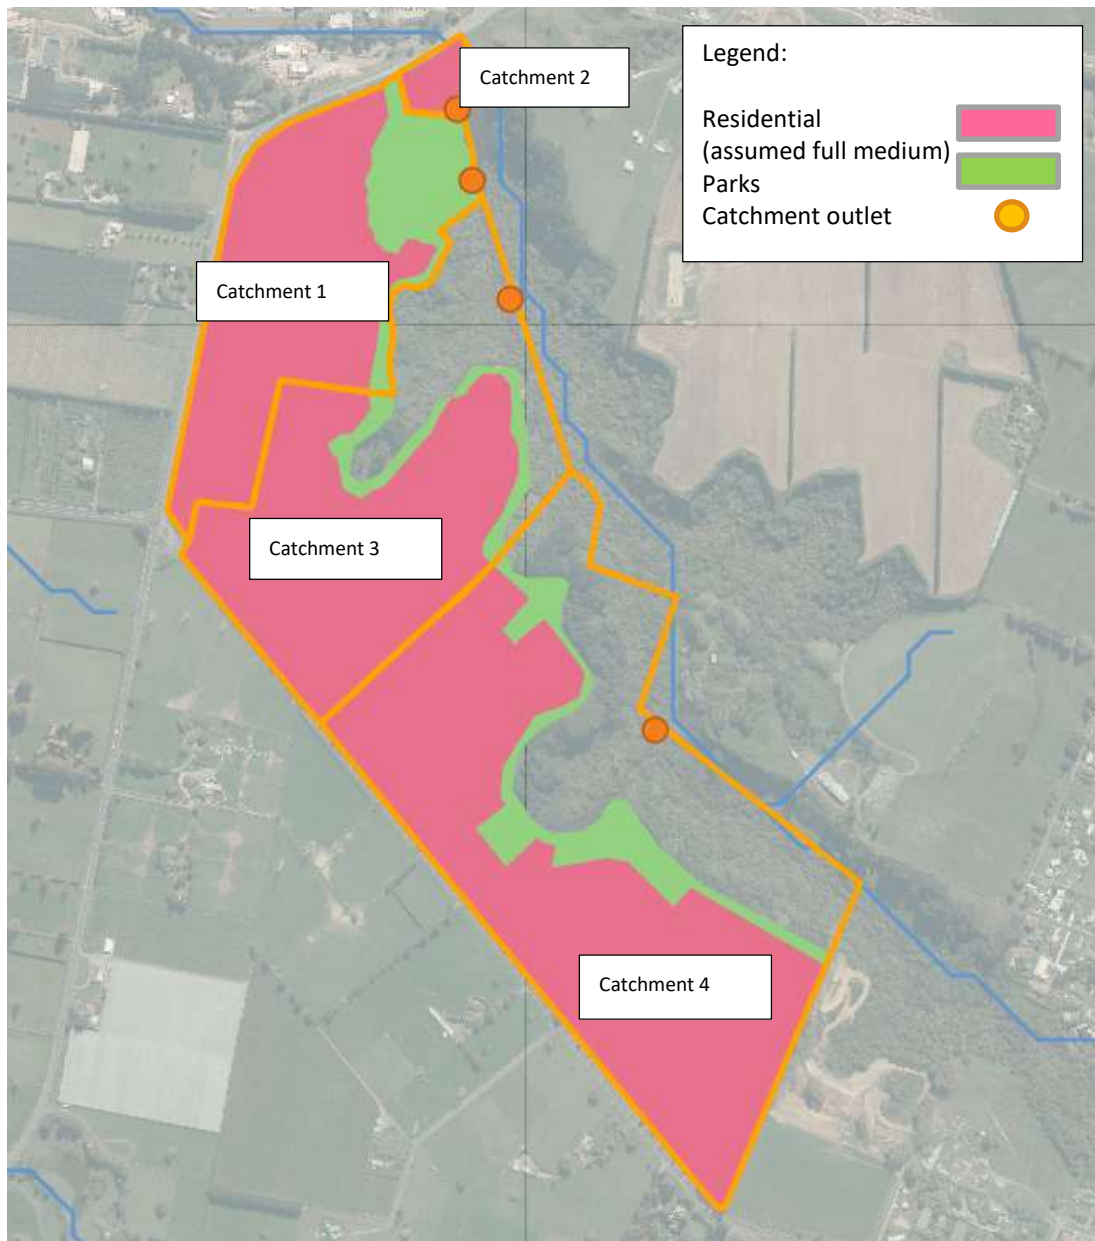 Catchment 2
Legend:
Residential
(assumed full medium)
Parks
Catchment outlet
Catchment 1
Catchment 3
Catchment 4